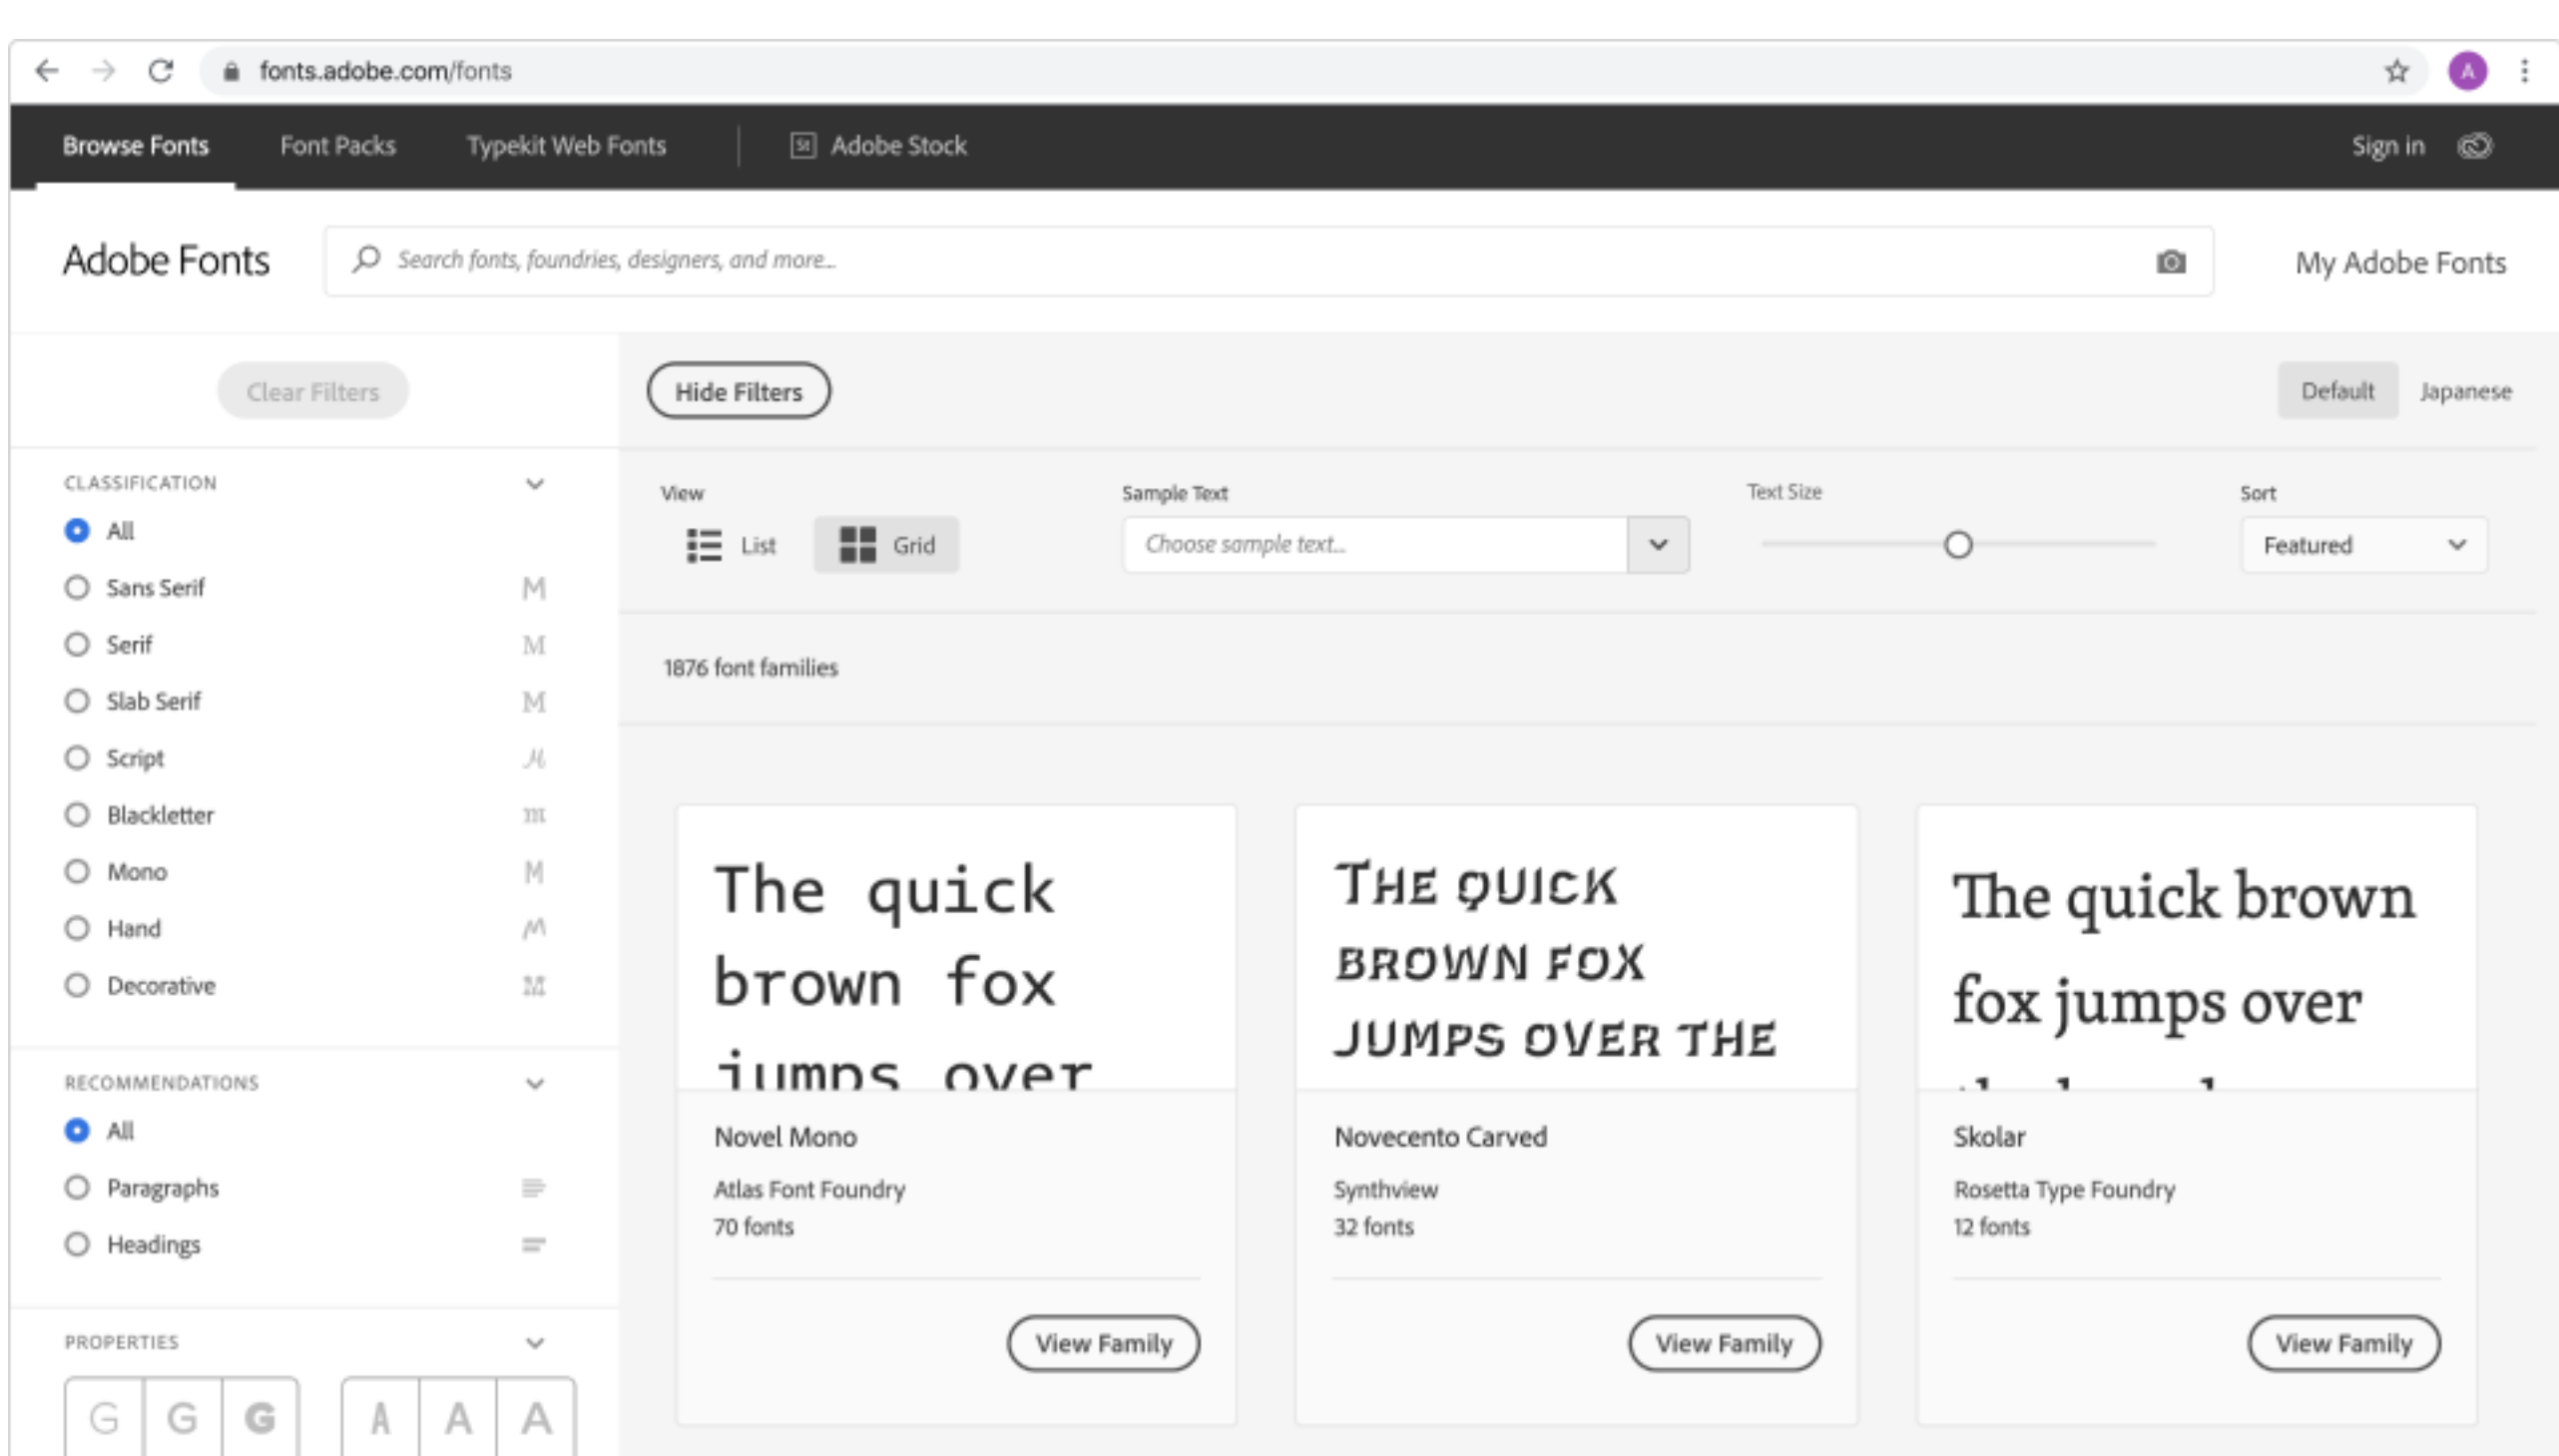 fonts.adobe.com/fonts
A
Browse Fonts
Font Packs
Typekit Web Fonts
St
Adobe Stock
Sign in
Adobe Fonts
Search fonts, foundries, designers, and more...
My Adobe Fonts
Clear Filters
Hide Filters
Default
Japanese
CLASSIFICATION
All
Sans Serif M
Serif M
Slab Serif M
Script M
Blackletter m
Mono M
Hand M
Decorative M
RECOMMENDATIONS
All
Paragraphs
Headings
PROPERTIES
G G G A A A
View
List
Grid
Sample Text
Choose sample text...
Text Size
Sort
Featured
1876 font families
The quick
brown fox
jumps over
Novel Mono
Atlas Font Foundry
70 fonts
View Family
THE QUICK
BROWN FOX
JUMPS OVER THE
Novecento Carved
Synthview
32 fonts
View Family
The quick brown
fox jumps over
Skolar
Rosetta Type Foundry
12 fonts
View Family